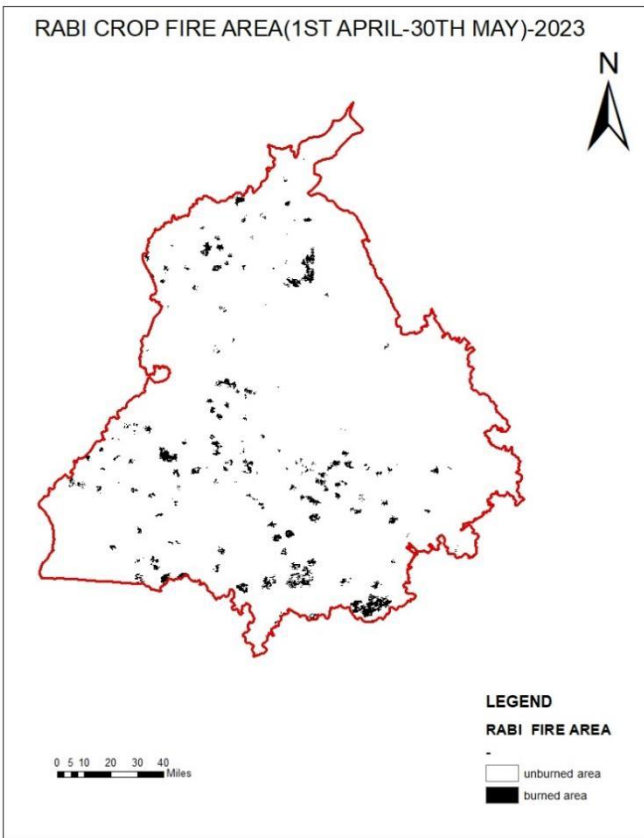 RABI CROP FIRE AREA(1ST APRIL-30TH MAY)-2023
N
LEGEND
RABI FIRE AREA
-
unburned area
burned area
0 5 10 20 30 40
Miles